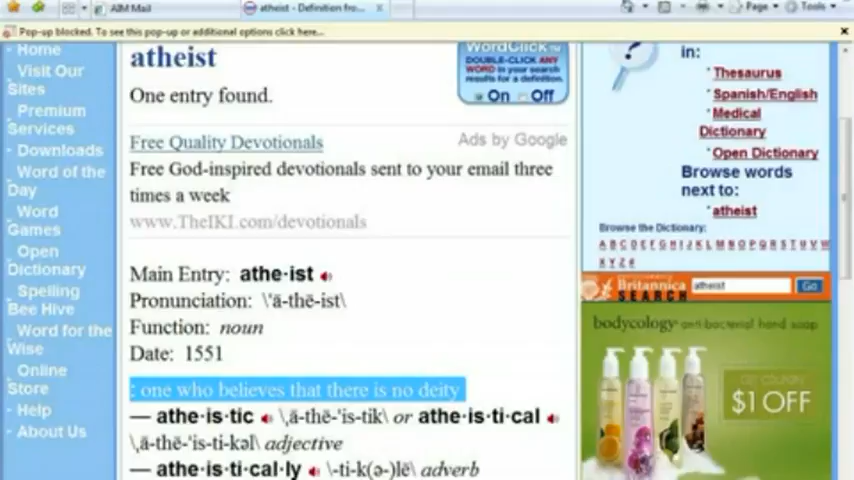 AIM Mail
atheist - Definition fro...
Page
Tools
Pop-up blocked. To see this pop-up or additional options click here...
Home
Visit Our
Sites
Premium
Services
Downloads
Word of the
Day
Word
Games
Open
Dictionary
Spelling
Bee Hive
Word for the
Wise
Online
Store
Help
About Us
atheist
One entry found.
WordClick
DOUBLE-CLICK ANY
WORD in your search
results for a definition.
On Off
Free Quality Devotionals
Ads by Google
Free God-inspired devotionals sent to your email three
times a week
www.TheIKI.com/devotionals
Main Entry: athe·ist
Pronunciation: \'ā-thē-ist\
Function: noun
Date: 1551
: one who believes that there is no deity
— athe·is·tic \ˌā-thē-'is-tik\ or athe·is·ti·cal
\ˌā-thē-'is-ti-kəl\ adjective
— athe·is·ti·cal·ly \-ti-k(ə-)lē\ adverb
in:
Thesaurus
Spanish/English
Medical
Dictionary
Open Dictionary
Browse words
next to:
atheist
Browse the Dictionary:
A B C D E F G H I J K L M N O P Q R S T U V W
X Y Z #
Britannica
SEARCH
atheist
Go
bodycology anti-bacterial hand soap
$1 OFF